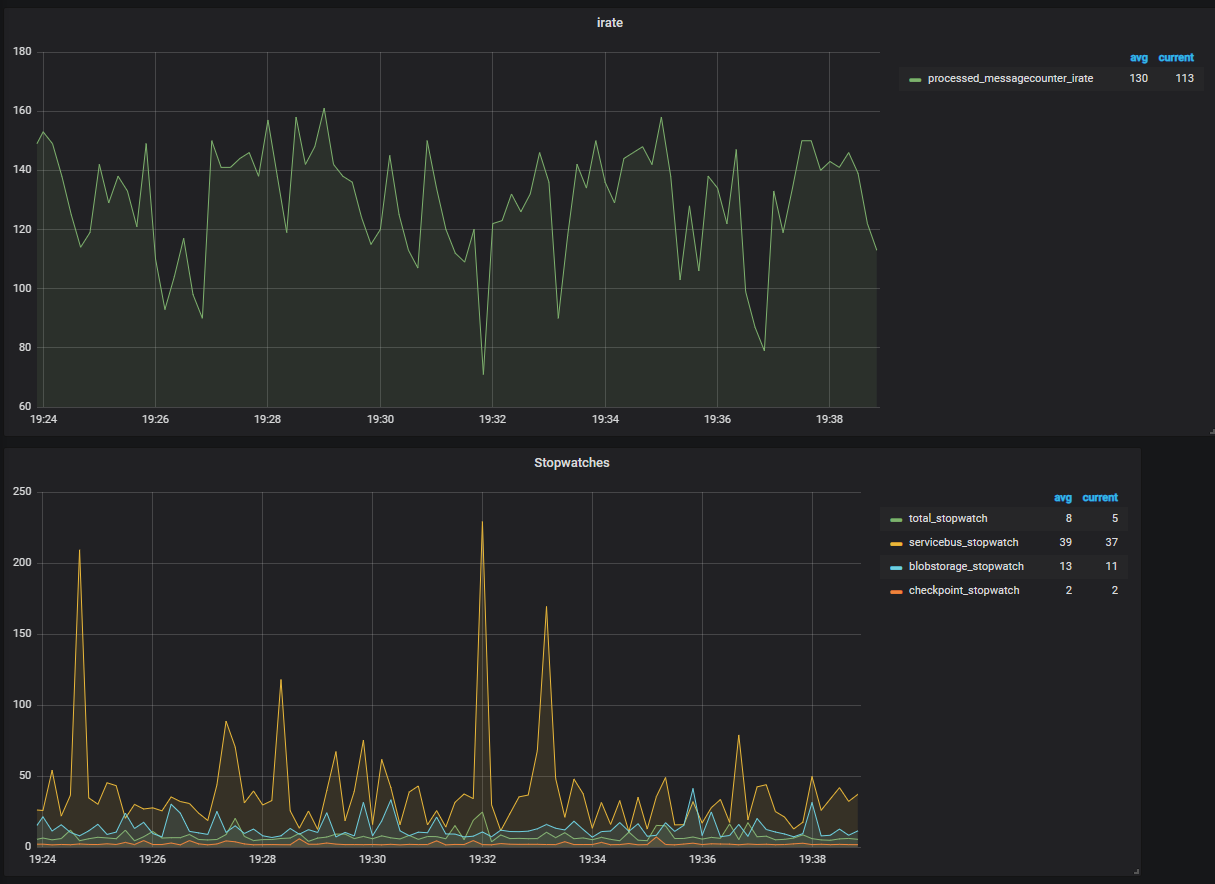 irate
180
160
140
120
100
80
60
19:24 19:26 19:28 19:30 19:32 19:34 19:36 19:38
avg current
processed_messagecounter_irate 130 113
Stopwatches
250
200
150
100
50
0
19:24 19:26 19:28 19:30 19:32 19:34 19:36 19:38
avg current
total_stopwatch 8 5
servicebus_stopwatch 39 37
blobstorage_stopwatch 13 11
checkpoint_stopwatch 2 2